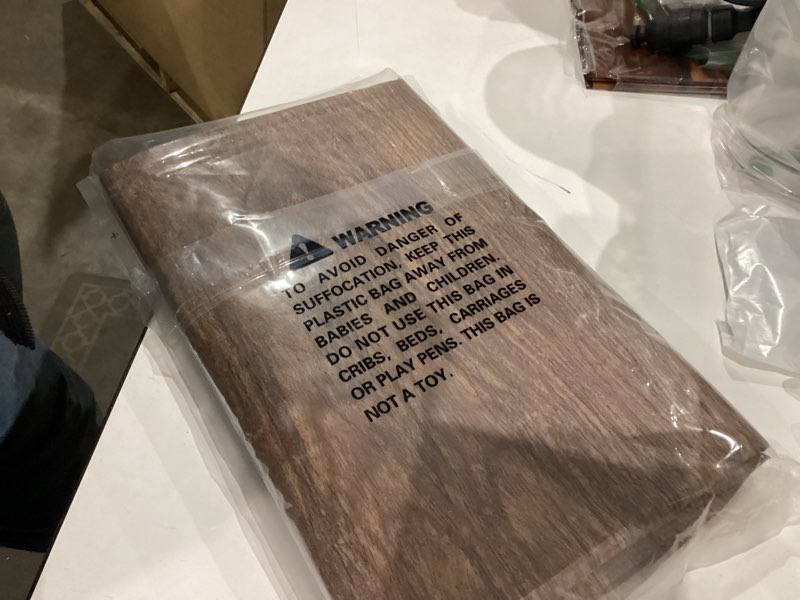 WARNING
TO AVOID DANGER OF
SUFFOCATION, KEEP THIS
PLASTIC BAG AWAY FROM
BABIES AND CHILDREN.
DO NOT USE THIS BAG IN
CRIBS, BEDS, CARRIAGES
OR PLAY PENS. THIS BAG IS
NOT A TOY.